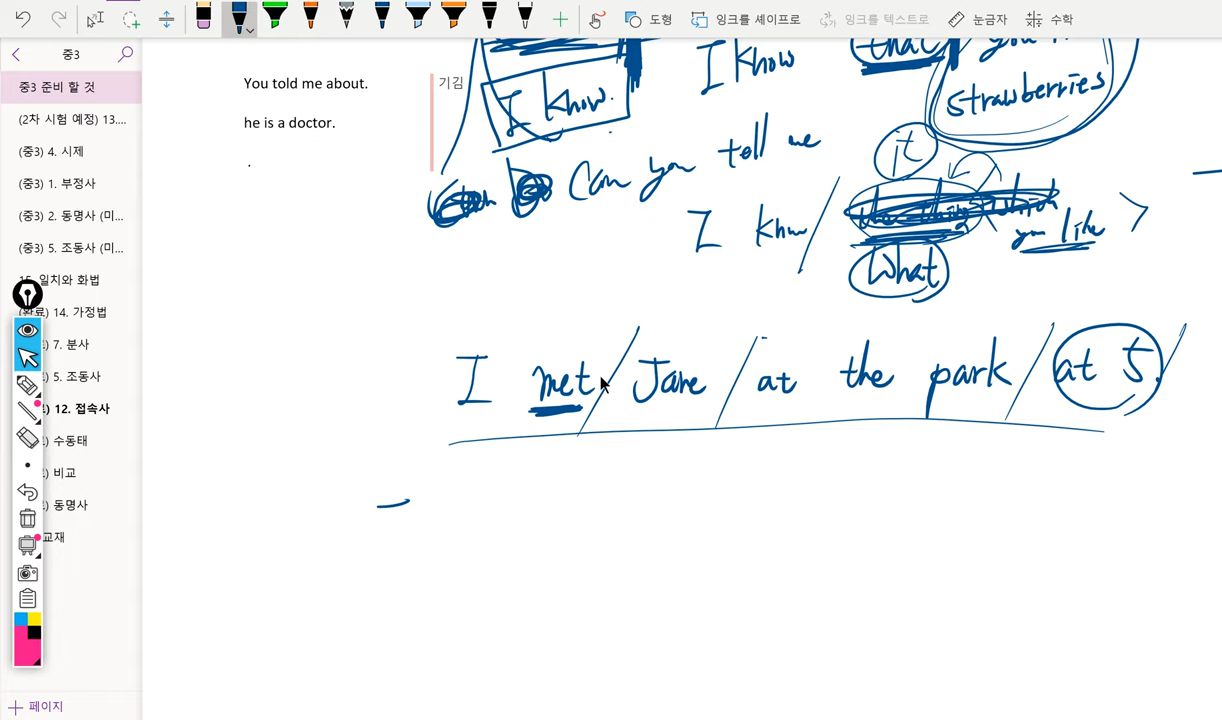 도형
잉크를 셰이프로
잉크를 텍스트로
눈금자
수학
중3
중3 준비 할 것
(2차 시험 예정) 13....
(중3) 4. 시제
(중3) 1. 부정사
(중3) 2. 동명사 (미...
(중3) 5. 조동사 (미...
일치와 화법
) 14. 가정법
) 7. 분사
) 5. 조동사
) 12. 접속사
) 수동태
) 비교
) 동명사
교재
페이지
You told me about.
he is a doctor.
.
기김
I know that
I know.
strawberries
it
Can you tell me
I know / you like >
What
I met / Jane / at the park / at 5. /